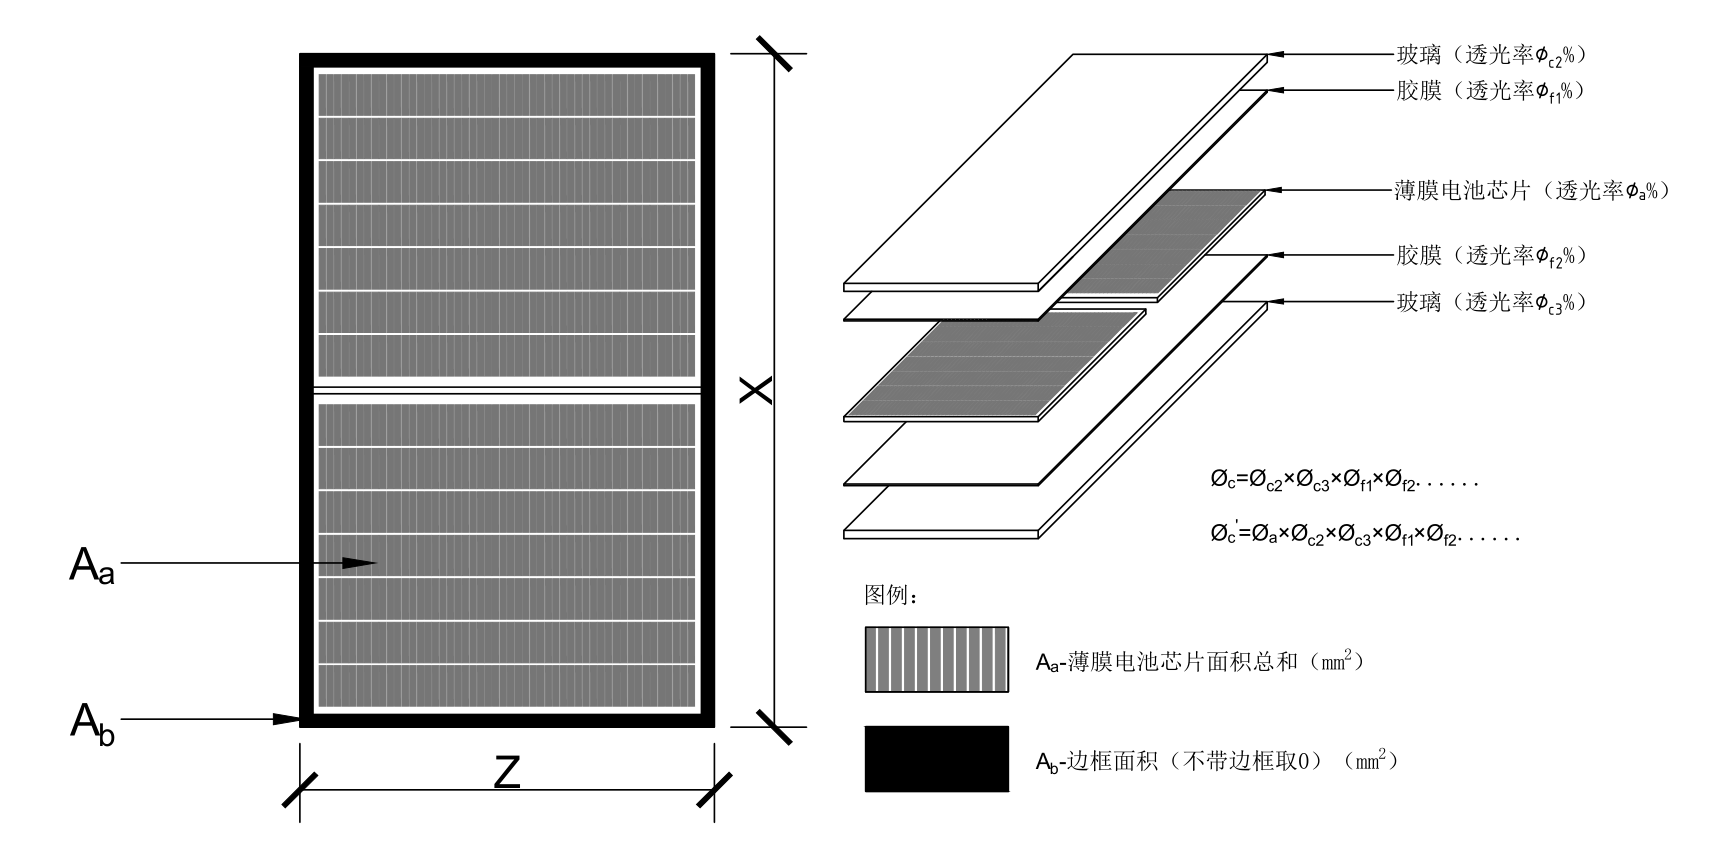 玻璃（透光率ϕc2%）
胶膜（透光率ϕf1%）
薄膜电池芯片（透光率ϕa%）
胶膜（透光率ϕf2%）
玻璃（透光率ϕc3%）
X
Z
Aa
Ab
Øc=Øc2×Øc3×Øf1×Øf2......
Øc'=Øa×Øc2×Øc3×Øf1×Øf2......
图例：
Aa-薄膜电池芯片面积总和（mm²）
Ab-边框面积（不带边框取0）（mm²）